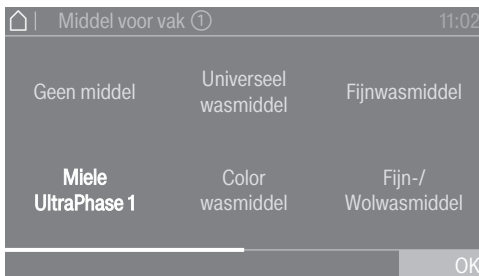 Middel voor vak ① 11:02
Geen middel
Universeel
wasmiddel
Fijnwasmiddel
Miele
UltraPhase 1
Color
wasmiddel
Fijn-/
Wolwasmiddel
OK